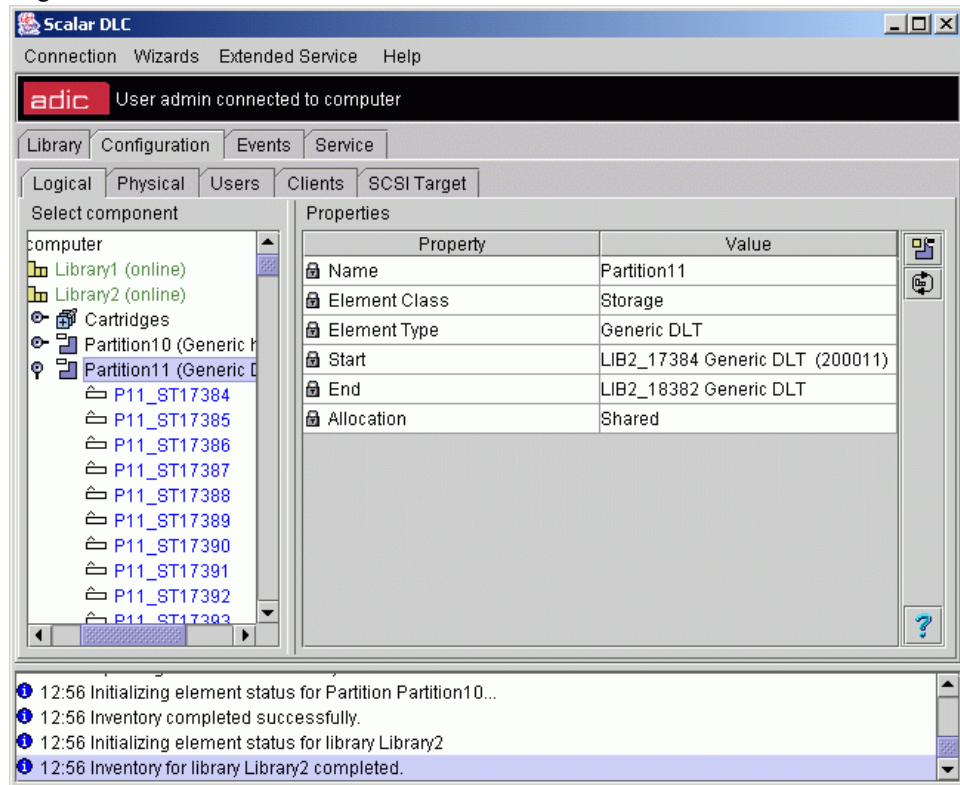 Scalar DLC
Connection Wizards Extended Service Help
adic User admin connected to computer
Library Configuration Events Service
Logical Physical Users Clients SCSI Target
Select component
computer
Library1 (online)
Library2 (online)
Cartridges
Partition10 (Generic
Partition11 (Generic
P11_ST17384
P11_ST17385
P11_ST17386
P11_ST17387
P11_ST17388
P11_ST17389
P11_ST17390
P11_ST17391
P11_ST17392
P11_ST17393
Properties
Property Value
Name Partition11
Element Class Storage
Element Type Generic DLT
Start LIB2_17384 Generic DLT (200011)
End LIB2_18382 Generic DLT
Allocation Shared
?
12:56 Initializing element status for Partition Partition10...
12:56 Inventory completed successfully.
12:56 Initializing element status for library Library2
12:56 Inventory for library Library2 completed.